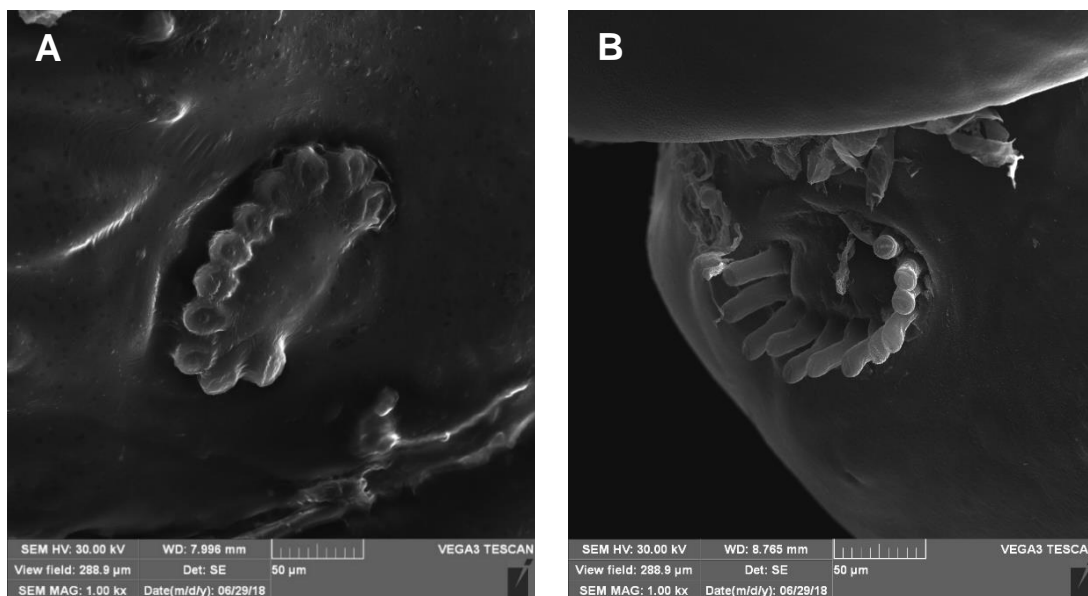 A
SEM HV: 30.00 kV WD: 7.996 mm VEGA3 TESCAN
View field: 288.9 µm Det: SE 50 µm
SEM MAG: 1.00 kx Date(m/d/y): 06/29/18
B
SEM HV: 30.00 kV WD: 8.765 mm VEGA3 TESCA
View field: 288.9 µm Det: SE 50 µm
SEM MAG: 1.00 kx Date(m/d/y): 06/29/18